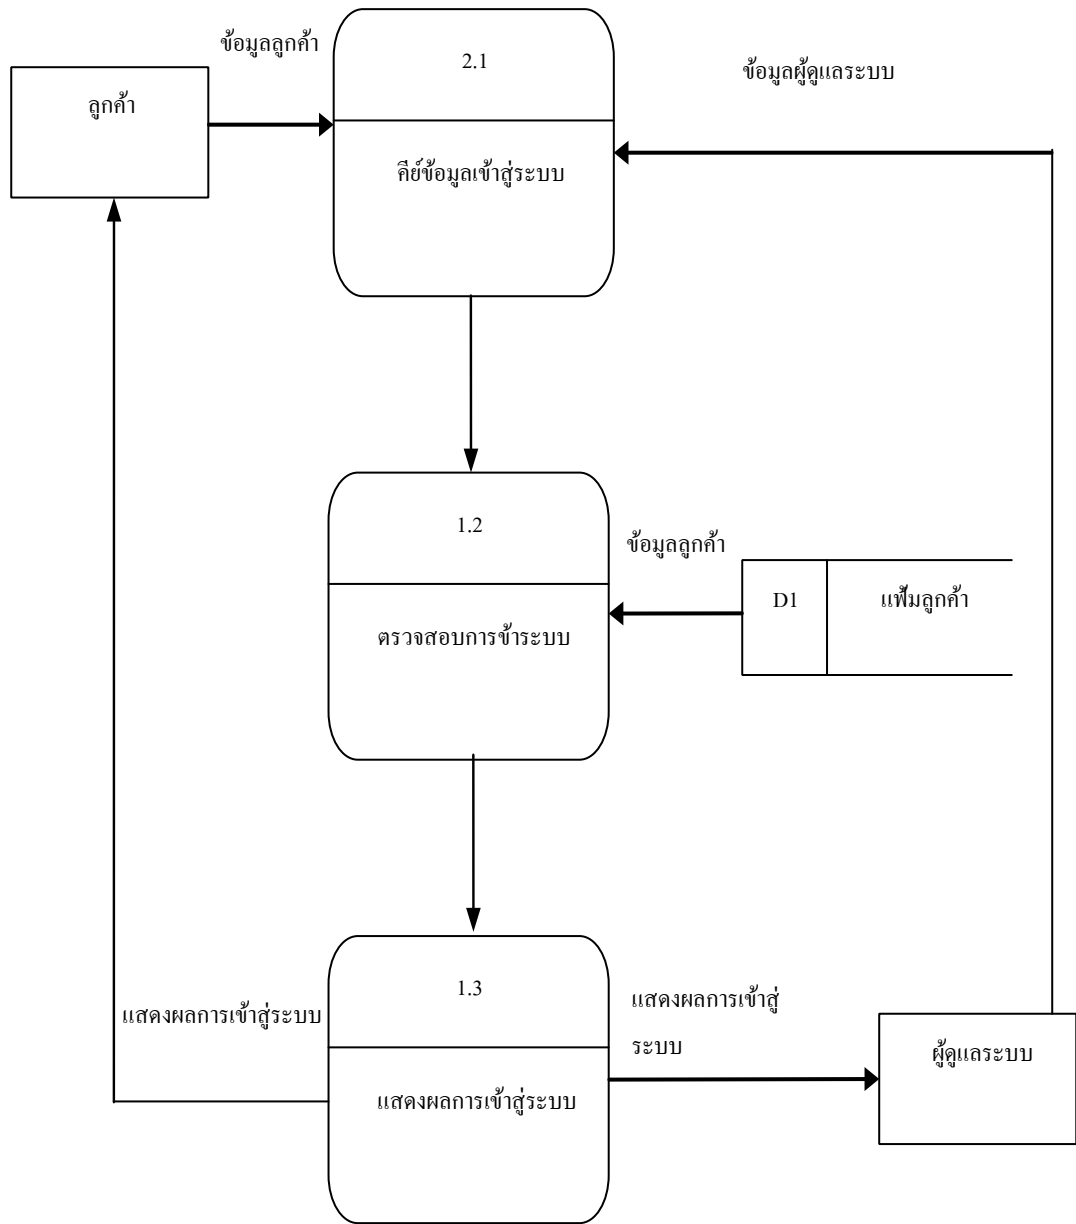 ข้อมูลลูกค้า
2.1
ข้อมูลผู้ดูแลระบบ
ลูกค้า
คีย์ข้อมูลเข้าสู่ระบบ
1.2
ข้อมูลลูกค้า
D1
แฟ้มลูกค้า
ตรวจสอบการข้าระบบ
1.3
แสดงผลการเข้าสู่
ระบบ
แสดงผลการเข้าสู่ระบบ
ผู้ดูแลระบบ
แสดงผลการเข้าสู่ระบบ